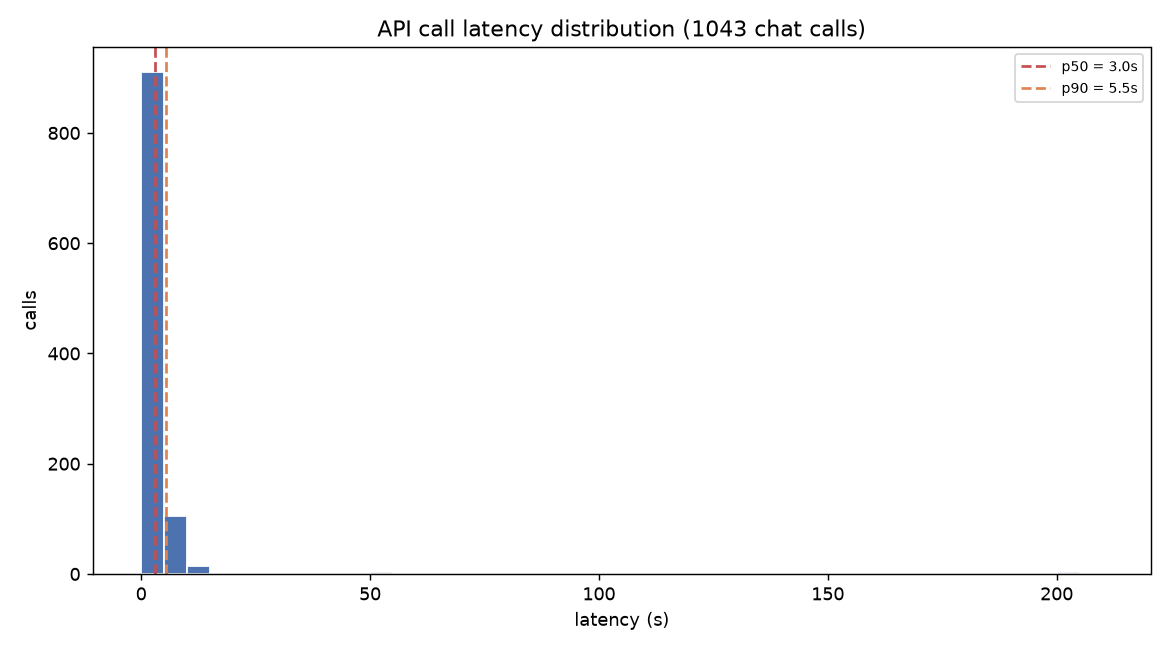 API call latency distribution (1043 chat calls)
p50 = 3.0s
p90 = 5.5s
800
600
400
200
0
calls
0 50 100 150 200
latency (s)